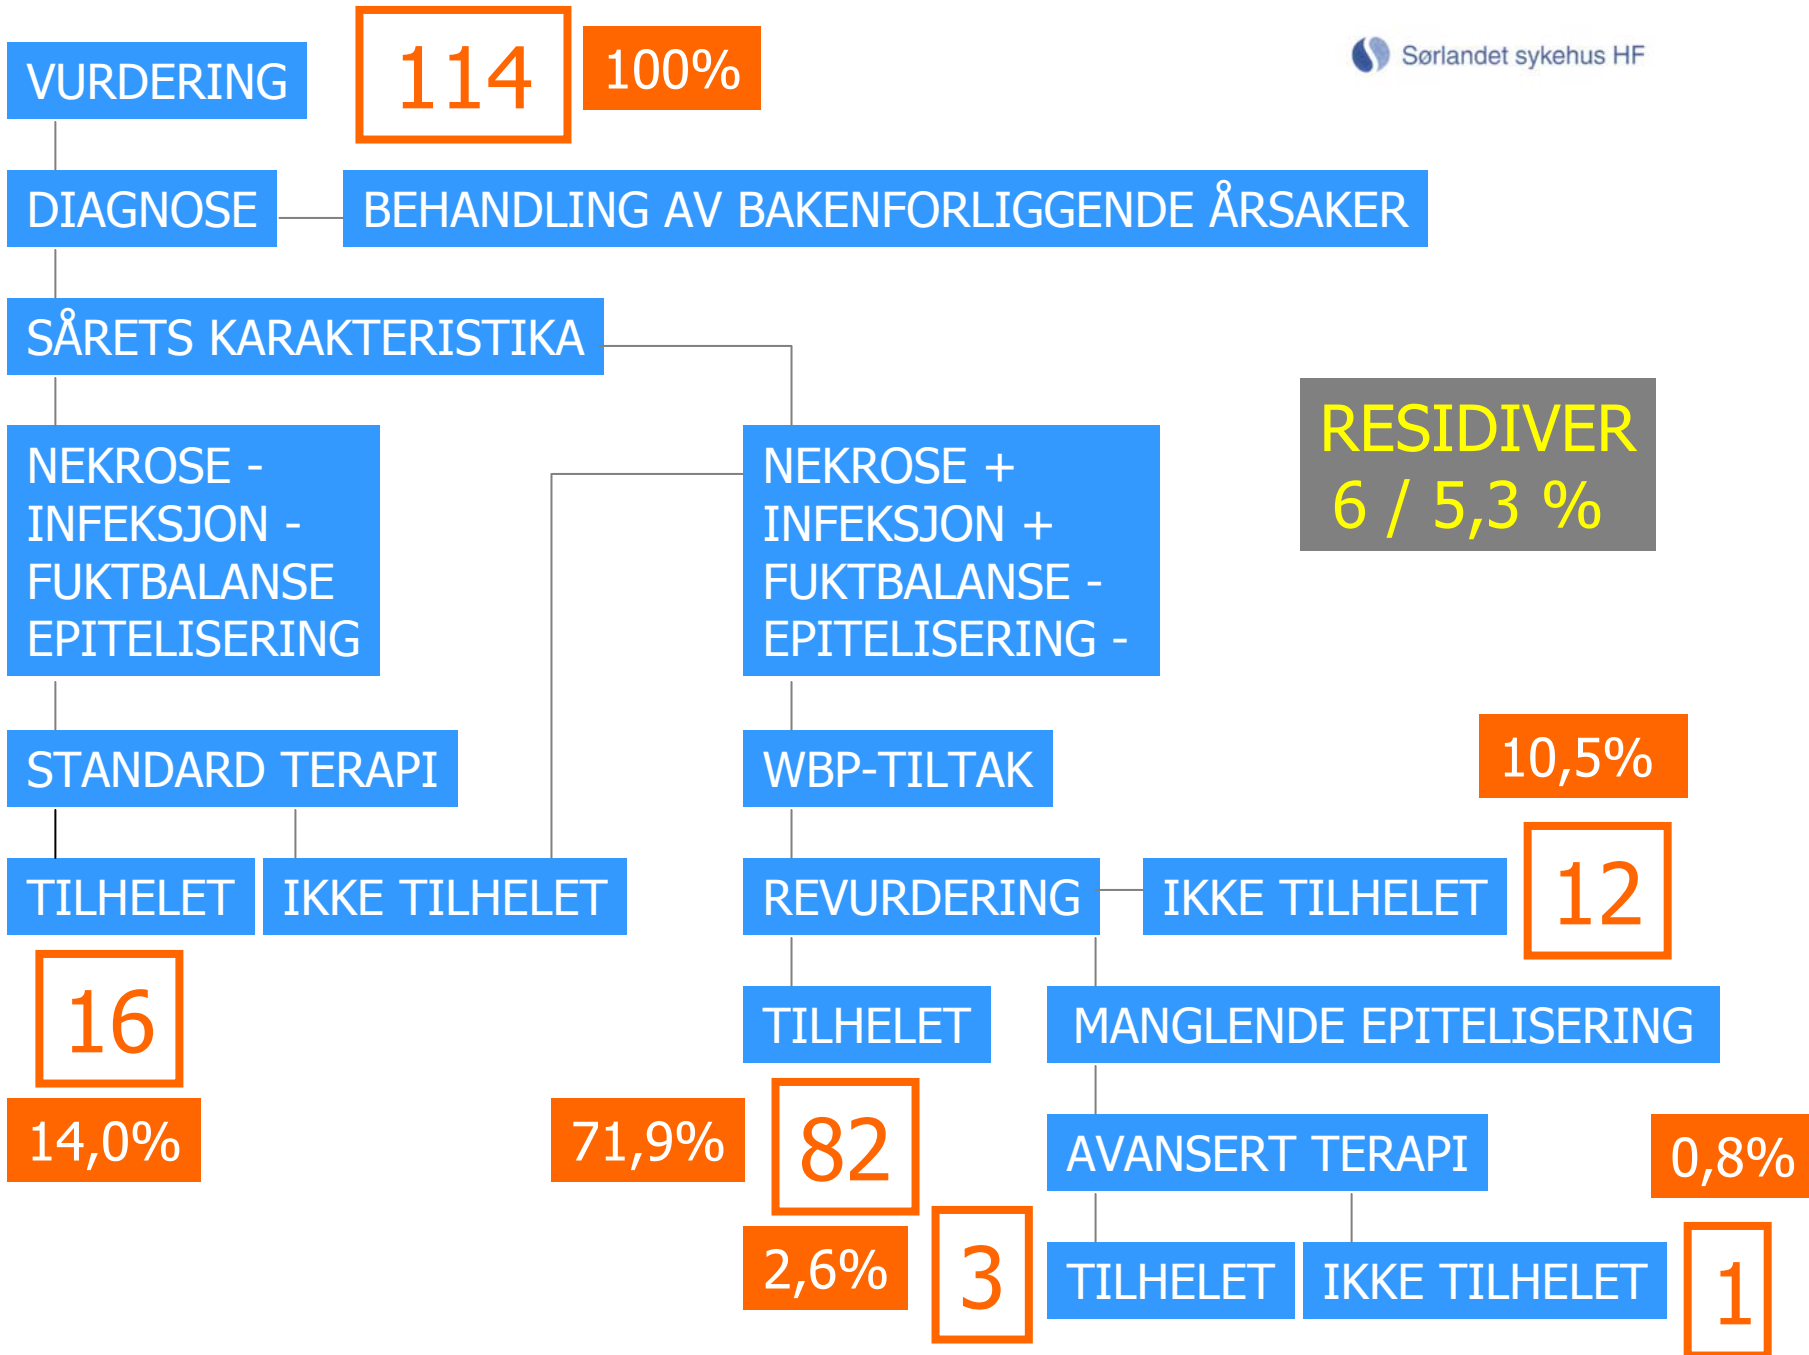 VURDERING
114
100%
Sørlandet sykehus HF
DIAGNOSE
BEHANDLING AV BAKENFORLIGGENDE ÅRSAKER
SÅRETS KARAKTERISTIKA
NEKROSE -
INFEKSJON -
FUKTBALANSE
EPITELISERING
NEKROSE +
INFEKSJON +
FUKTBALANSE -
EPITELISERING -
RESIDIVER
6 / 5,3 %
STANDARD TERAPI
WBP-TILTAK
10,5%
TILHELET
IKKE TILHELET
REVURDERING
IKKE TILHELET
12
16
TILHELET
MANGLENDE EPITELISERING
14,0%
71,9%
82
AVANSERT TERAPI
0,8%
2,6%
3
TILHELET
IKKE TILHELET
1